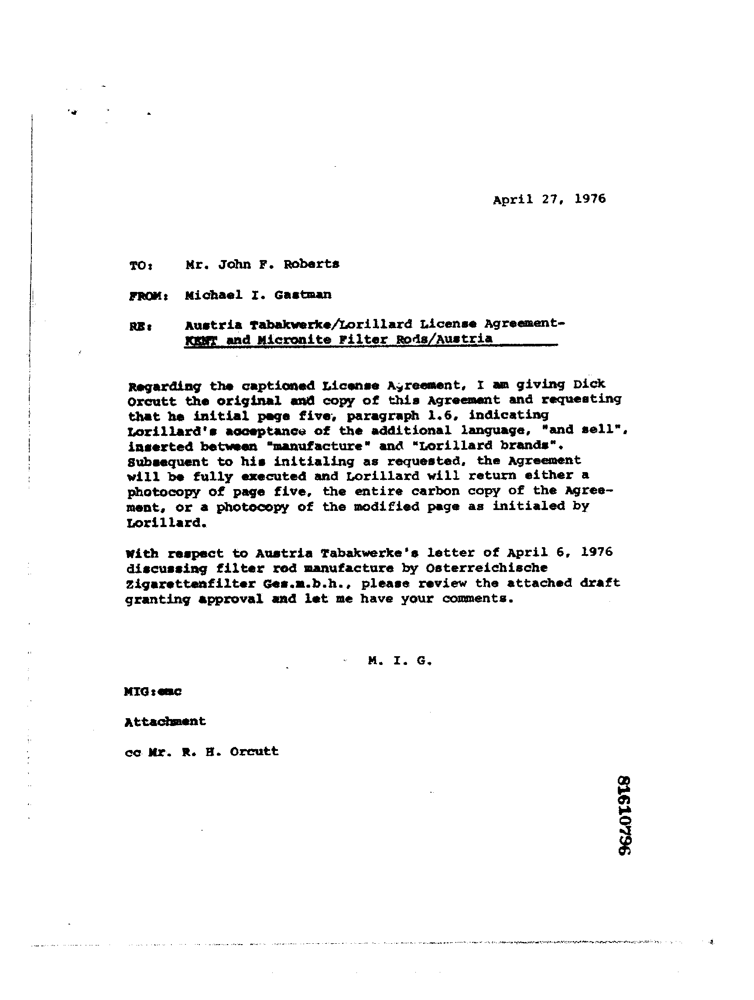 April 27, 1976
TO: Mr. John F. Roberts
FROM: Michael I. Gastman
RE: Austria Tabakwerke/Lorillard License Agreement-
KENT and Micronite Filter Rods/Austria
Regarding the captioned License Agreement, I am giving Dick
Orcutt the original and copy of this Agreement and requesting
that he initial page five, paragraph 1.6, indicating
Lorillard's acceptance of the additional language, "and sell",
inserted between "manufacture" and "Lorillard brands".
Subsequent to his initialing as requested, the Agreement
will be fully executed and Lorillard will return either a
photocopy of page five, the entire carbon copy of the Agree-
ment, or a photocopy of the modified page as initialed by
Lorillard.
With respect to Austria Tabakwerke's letter of April 6, 1976
discussing filter rod manufacture by Osterreichische
Zigarettenfilter Ges.m.b.h., please review the attached draft
granting approval and let me have your comments.
M. I. G.
MIG:emc
Attachment
cc Mr. R. H. Orcutt
81610796